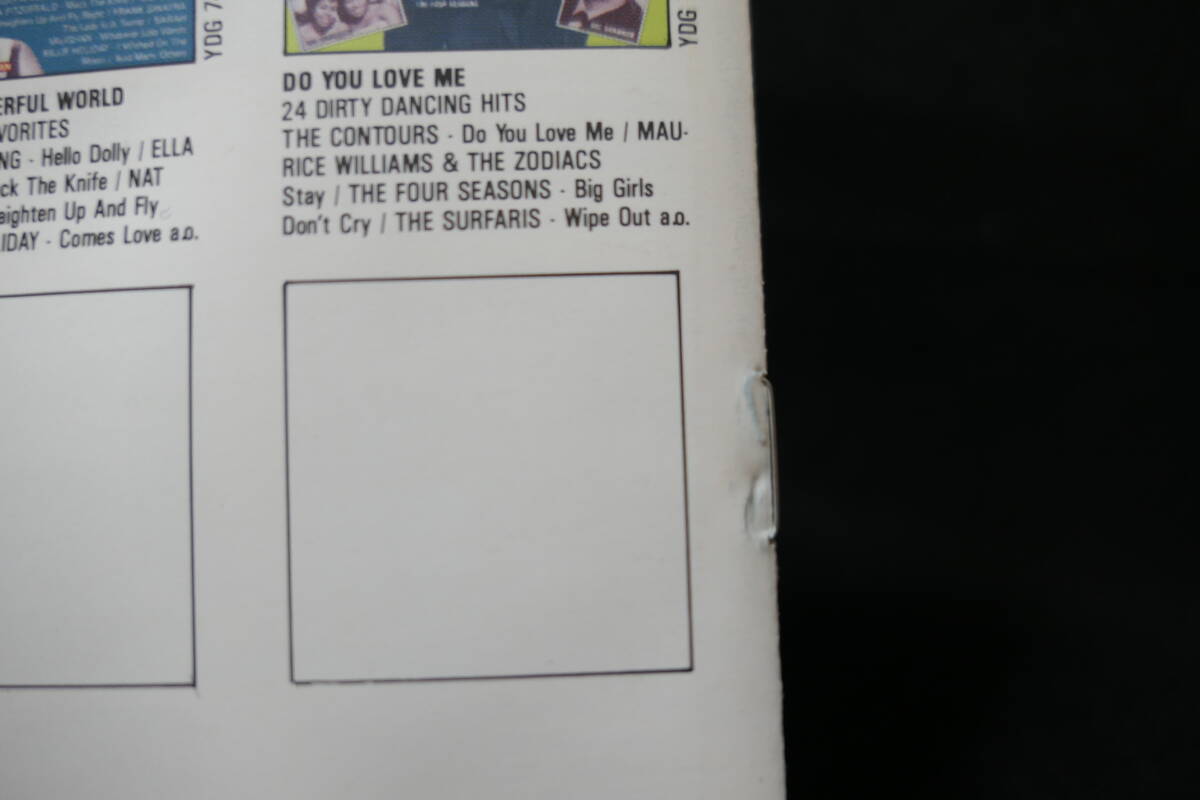 YDG 7
YDG
ERFUL WORLD
VORITES
NG - Hello Dolly / ELLA
ck The Knife / NAT
aighten Up And Fly
IDAY - Comes Love a.o.
DO YOU LOVE ME
24 DIRTY DANCING HITS
THE CONTOURS - Do You Love Me / MAU-
RICE WILLIAMS & THE ZODIACS
Stay / THE FOUR SEASONS - Big Girls
Don't Cry / THE SURFARIS - Wipe Out a.o.